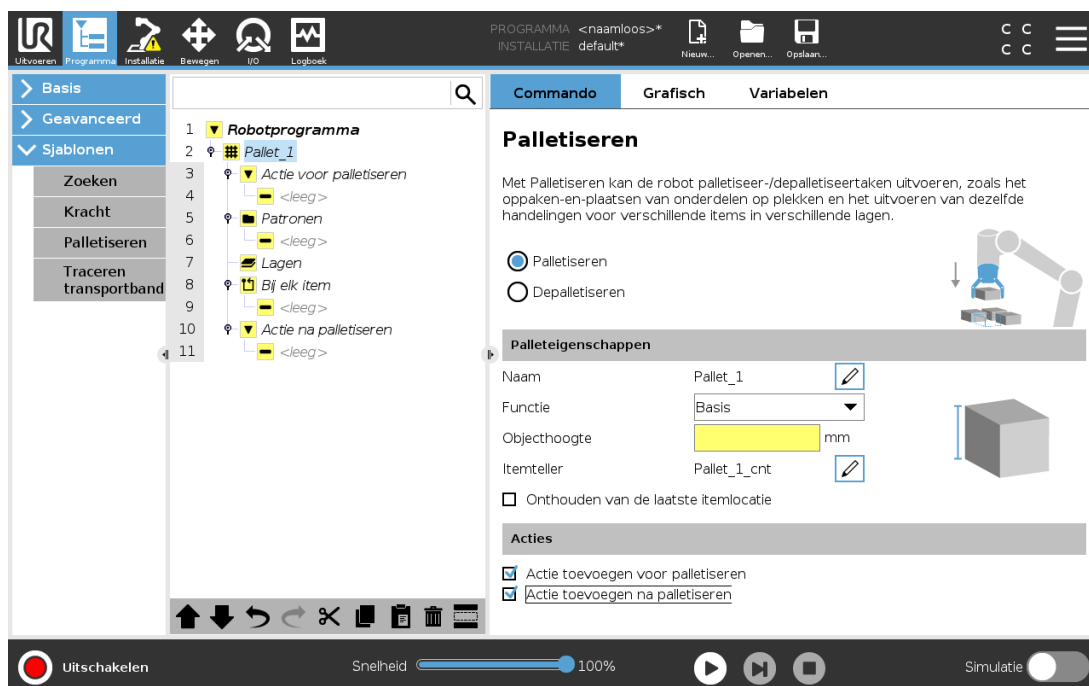 UR
PROGRAMMA <naamloos>*
INSTALLATIE default*
C C
C C
Uitvoeren Programma Installatie Bewegen I/O Logboek Nieuw... Openen... Opslaan...
Basis
Geavanceerd
Sjablonen
Zoeken
Kracht
Palletiseren
Traceren
transportband
1 Robotprogramma
2 Pallet_1
3 Actie voor palletiseren
4 <leeg>
5 Patronen
6 <leeg>
7 Lagen
8 Bij elk item
9 <leeg>
10 Actie na palletiseren
11 <leeg>
Commando Grafisch Variabelen
Palletiseren
Met Palletiseren kan de robot palletiseer-/depalletiseertaken uitvoeren, zoals het
oppaken-en-plaatsen van onderdelen op plekken en het uitvoeren van dezelfde
handelingen voor verschillende items in verschillende lagen.
Palletiseren
Depalletiseren
Palleteigenschappen
Naam Pallet_1
Functie Basis
Objecthoogte mm
Itemteller Pallet_1_cnt
Onthouden van de laatste itemlocatie
Acties
Actie toevoegen voor palletiseren
Actie toevoegen na palletiseren
Uitschakelen Snelheid 100% Simulatie